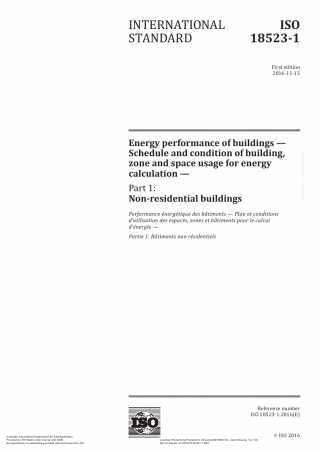 INTERNATIONAL
STANDARD
ISO
18523-1
First edition
2016-11-15
Energy performance of buildings —
Schedule and condition of building,
zone and space usage for energy
calculation —
Part 1:
Non-residential buildings
Performance énergétique des bâtiments — Plan et conditions
d'utilisation des espaces, zones et bâtiments pour le calcul
d'énergie —
Partie 1: Bâtiments non résidentiels
Reference number
ISO 18523-1:2016(E)
ISO
© ISO 2016